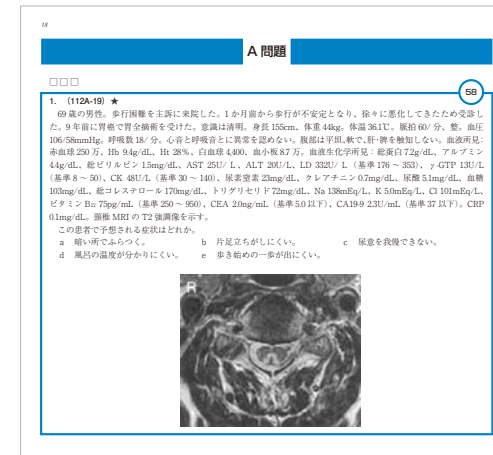 18
A 問題
□□□
58
1. （112A-19）★
69 歳の男性。歩行困難を主訴に来院した。1 か月前から歩行が不安定となり、徐々に悪化してきたため受診し
た。9 年前に胃癌で胃全摘術を受けた。意識は清明。身長 155cm、体重 44kg。体温 36.1℃。脈拍 60/ 分、整。血圧
106/58mmHg。呼吸数 18/ 分。心音と呼吸音とに異常を認めない。腹部は平坦、軟で、肝・脾を触知しない。血液所見：
赤血球 250 万、Hb 9.4g/dL、Ht 28％、白血球 4,400、血小板 8.7 万。血液生化学所見：総蛋白 7.2g/dL、アルブミン
4.4g/dL、総ビリルビン 1.5mg/dL、AST 25U/ L、ALT 20U/L、LD 332U/ L（基準 176 ～ 353）、γ-GTP 13U/L
（基準 8 ～ 50）、CK 48U/L（基準 30 ～ 140）、尿素窒素 23mg/dL、クレアチニン 0.7mg/dL、尿酸 5.1mg/dL、血糖
103mg/dL、総コレステロール 170mg/dL、トリグリセリド 72mg/dL、Na 138mEq/L、K 5.0mEq/L、Cl 101mEq/L、
ビタミン B₁₂ 75pg/mL（基準 250 ～ 950）、CEA 2.0ng/mL（基準 5.0 以下）、CA19-9 2.3U/mL（基準 37 以下）。CRP
0.1mg/dL。頸椎 MRI の T2 強調像を示す。
この患者で予想される症状はどれか。
a 暗い所でふらつく。 b 片足立ちがしにくい。 c 尿意を我慢できない。
d 風呂の温度が分かりにくい。 e 歩き始めの一歩が出にくい。
R